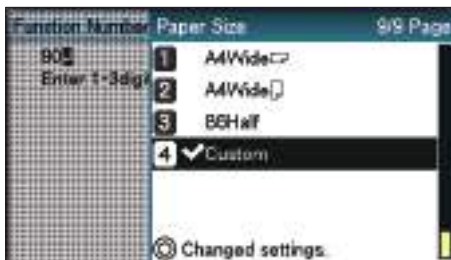 Function Number
Paper Size 9/9 Page
90
Enter 1-3digi
1 A4Wide
2 A4Wide
3 B6Half
4 Custom
Changed settings.